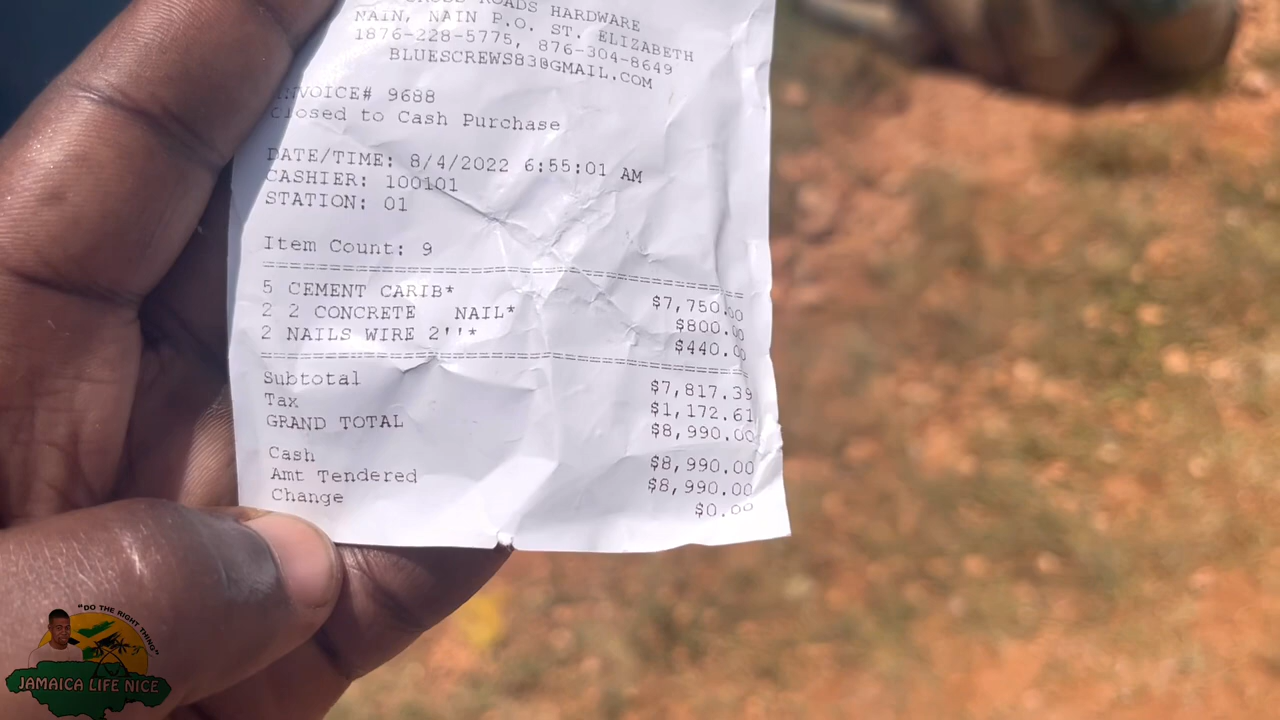 ROADS HARDWARE
NAIN, NAIN P.O. ST. ELIZABETH
1876-228-5775, 876-304-8649
BLUESCREWS83@GMAIL.COM
INVOICE# 9688
Closed to Cash Purchase
DATE/TIME: 8/4/2022 6:55:01 AM
CASHIER: 100101
STATION: 01
Item Count: 9
5 CEMENT CARIB* $7,750.00
2 2 CONCRETE NAIL* $800.00
2 NAILS WIRE 2''* $440.00
Subtotal $7,817.39
Tax $1,172.61
GRAND TOTAL $8,990.00
Cash $8,990.00
Amt Tendered $8,990.00
Change $0.00
"DO THE RIGHT THING"
JAMAICA LIFE NICE